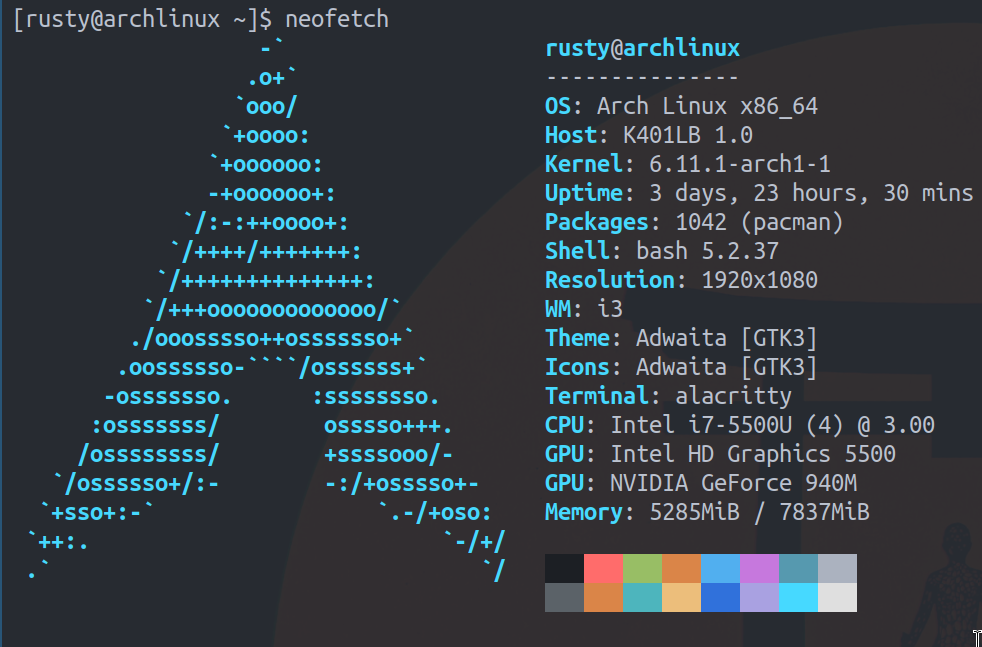 [rusty@archlinux ~]$ neofetch
                   -`                    rusty@archlinux
                  .o+`                   ---------------
                 `ooo/                   OS: Arch Linux x86_64
                `+oooo:                  Host: K401LB 1.0
               `+oooooo:                 Kernel: 6.11.1-arch1-1
               -+oooooo+:                Uptime: 3 days, 23 hours, 30 mins
             `/:-:++oooo+:               Packages: 1042 (pacman)
            `/++++/+++++++:              Shell: bash 5.2.37
           `/++++++++++++++:             Resolution: 1920x1080
          `/+++ooooooooooooo/`           WM: i3
         ./ooosssso++osssssso+`          Theme: Adwaita [GTK3]
        .oossssso-````/ossssss+`         Icons: Adwaita [GTK3]
       -osssssso.      :ssssssso.        Terminal: alacritty
      :osssssss/        osssso+++.       CPU: Intel i7-5500U (4) @ 3.00
     /ossssssss/        +ssssooo/-       GPU: Intel HD Graphics 5500
   `/ossssso+/:-        -:/+osssso+-     GPU: NVIDIA GeForce 940M
  `+sso+:-`                 `.-/+oso:    Memory: 5285MiB / 7837MiB
 `++:.                           `-/+/
 .`                                 `/